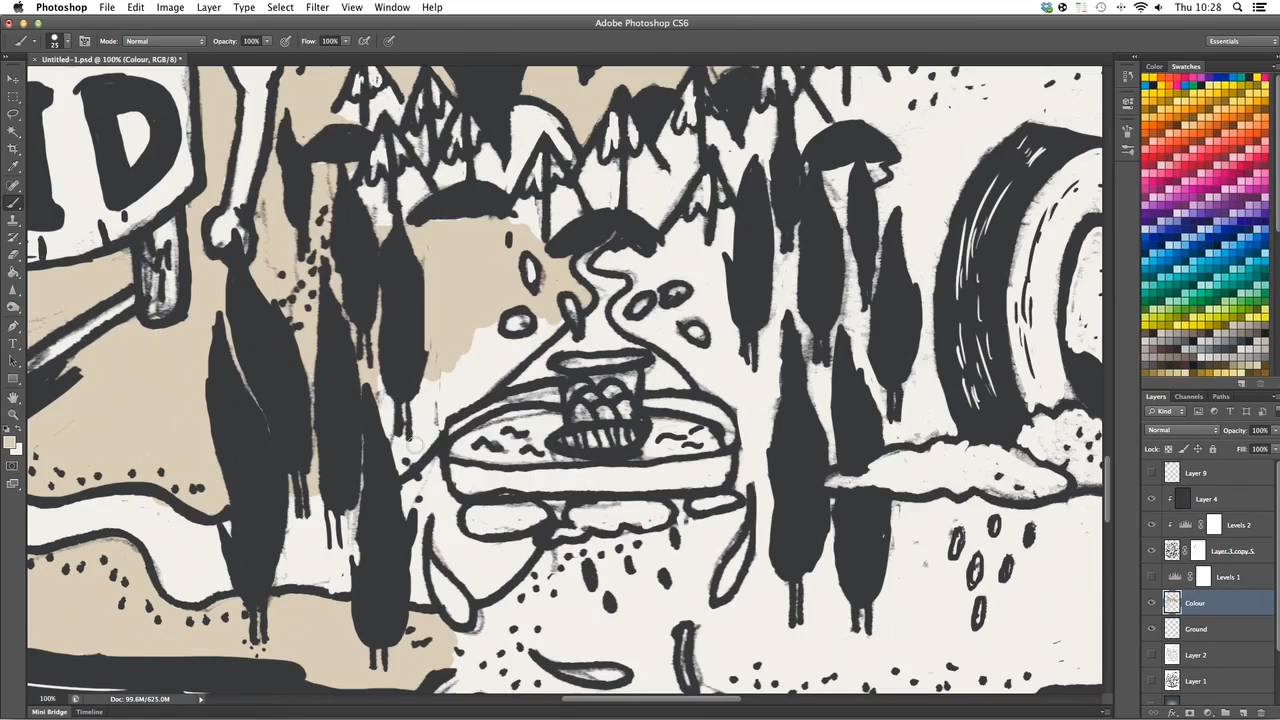 Photoshop File Edit Image Layer Type Select Filter View Window Help Thu 10:28
Adobe Photoshop CS6
25 Mode: Normal Opacity: 100% Flow: 100% Essentials
Untitled-1.psd @ 100% (Colour, RGB/8) *
Color Swatches
D
Layers Channels Paths
Kind
Normal Opacity: 100%
Lock: Fill: 100%
Layer 9
Layer 4
Levels 2
Layer 3 copy 5
Levels 1
Colour
Ground
Layer 2
Layer 1
100% Doc: 99.6M/625.0M
Mini Bridge Timeline